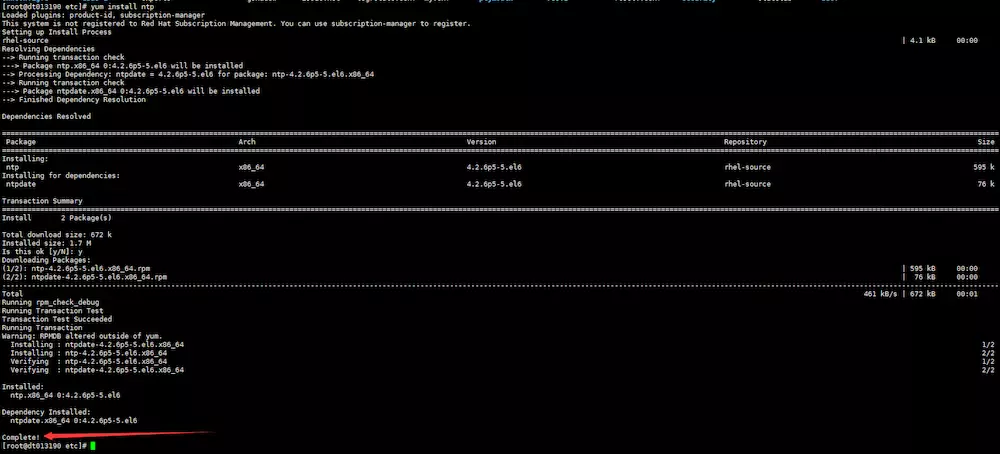 [root@dt013190 etc]# yum install ntp
Loaded plugins: product-id, subscription-manager
This system is not registered to Red Hat Subscription Management. You can use subscription-manager to register.
Setting up Install Process
rhel-source | 4.1 kB 00:00
Resolving Dependencies
--> Running transaction check
---> Package ntp.x86_64 0:4.2.6p5-5.el6 will be installed
--> Processing Dependency: ntpdate = 4.2.6p5-5.el6 for package: ntp-4.2.6p5-5.el6.x86_64
--> Running transaction check
---> Package ntpdate.x86_64 0:4.2.6p5-5.el6 will be installed
--> Finished Dependency Resolution
Dependencies Resolved
Package Arch Version Repository Size
Installing:
ntp x86_64 4.2.6p5-5.el6 rhel-source 595 k
Installing for dependencies:
ntpdate x86_64 4.2.6p5-5.el6 rhel-source 76 k
Transaction Summary
Install 2 Package(s)
Total download size: 672 k
Installed size: 1.7 M
Is this ok [y/N]: y
Downloading Packages:
(1/2): ntp-4.2.6p5-5.el6.x86_64.rpm | 595 kB 00:00
(2/2): ntpdate-4.2.6p5-5.el6.x86_64.rpm | 76 kB 00:00
Total 461 kB/s | 672 kB 00:01
Running rpm_check_debug
Running Transaction Test
Transaction Test Succeeded
Running Transaction
Warning: RPMDB altered outside of yum.
Installing : ntpdate-4.2.6p5-5.el6.x86_64 1/2
Installing : ntp-4.2.6p5-5.el6.x86_64 2/2
Verifying : ntp-4.2.6p5-5.el6.x86_64 1/2
Verifying : ntpdate-4.2.6p5-5.el6.x86_64 2/2
Installed:
ntp.x86_64 0:4.2.6p5-5.el6
Dependency Installed:
ntpdate.x86_64 0:4.2.6p5-5.el6
Complete!
[root@dt013190 etc]#